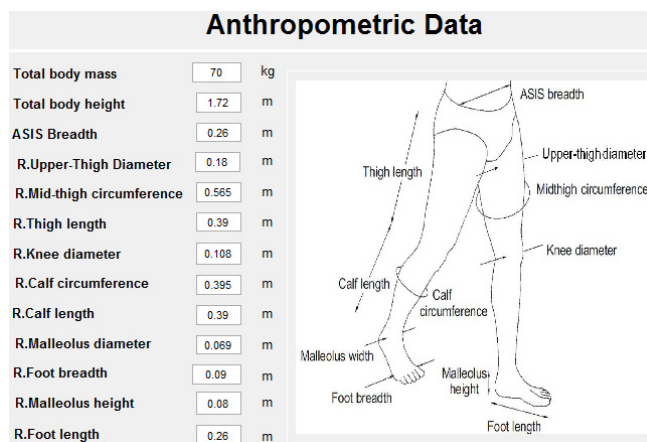 Anthropometric Data
Total body mass 70 kg
Total body height 1.72 m
ASIS Breadth 0.26 m
R.Upper-Thigh Diameter 0.18 m
R.Mid-thigh circumference 0.565 m
R.Thigh length 0.39 m
R.Knee diameter 0.108 m
R.Calf circumference 0.395 m
R.Calf length 0.39 m
R.Malleolus diameter 0.069 m
R.Foot breadth 0.09 m
R.Malleolus height 0.08 m
R.Foot length 0.26 m
ASIS breadth
Upper-thigh diameter
Thigh length
Midthigh circumference
Knee diameter
Calf length
Calf
circumference
Malleolus width
Malleolus
height
Foot breadth
Foot length